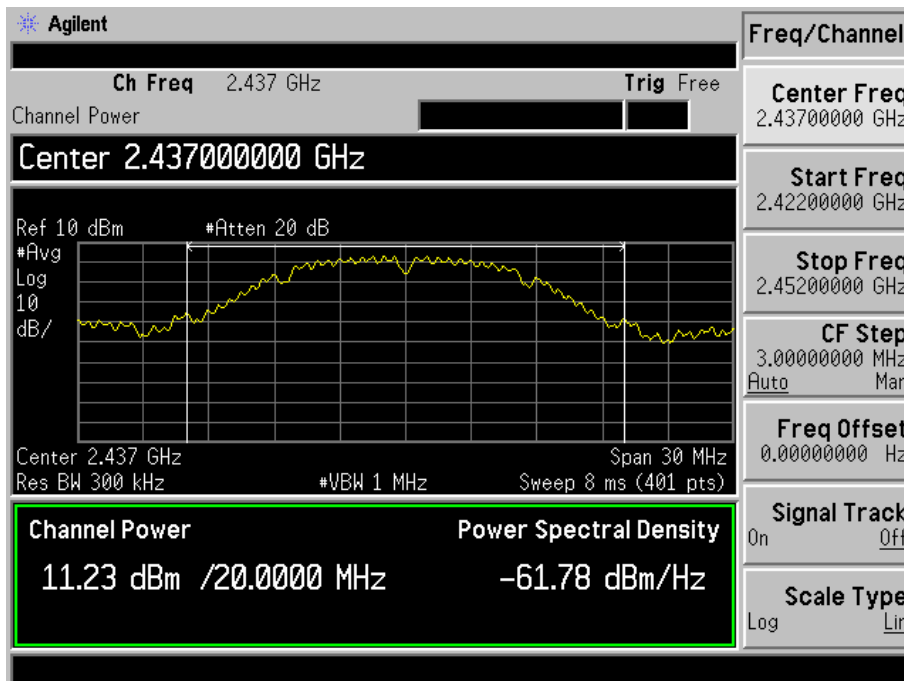 Agilent
Freq/Channel
Ch Freq 2.437 GHz Trig Free
Channel Power
Center 2.437000000 GHz
Ref 10 dBm #Atten 20 dB
#Avg
Log
10
dB/
Center 2.437 GHz Span 30 MHz
Res BW 300 kHz #VBW 1 MHz Sweep 8 ms (401 pts)
Channel Power Power Spectral Density
11.23 dBm /20.0000 MHz -61.78 dBm/Hz
Center Freq
2.43700000 GHz
Start Freq
2.42200000 GHz
Stop Freq
2.45200000 GHz
CF Step
3.00000000 MHz
Auto Man
Freq Offset
0.00000000 Hz
Signal Track
On Off
Scale Type
Log Lin